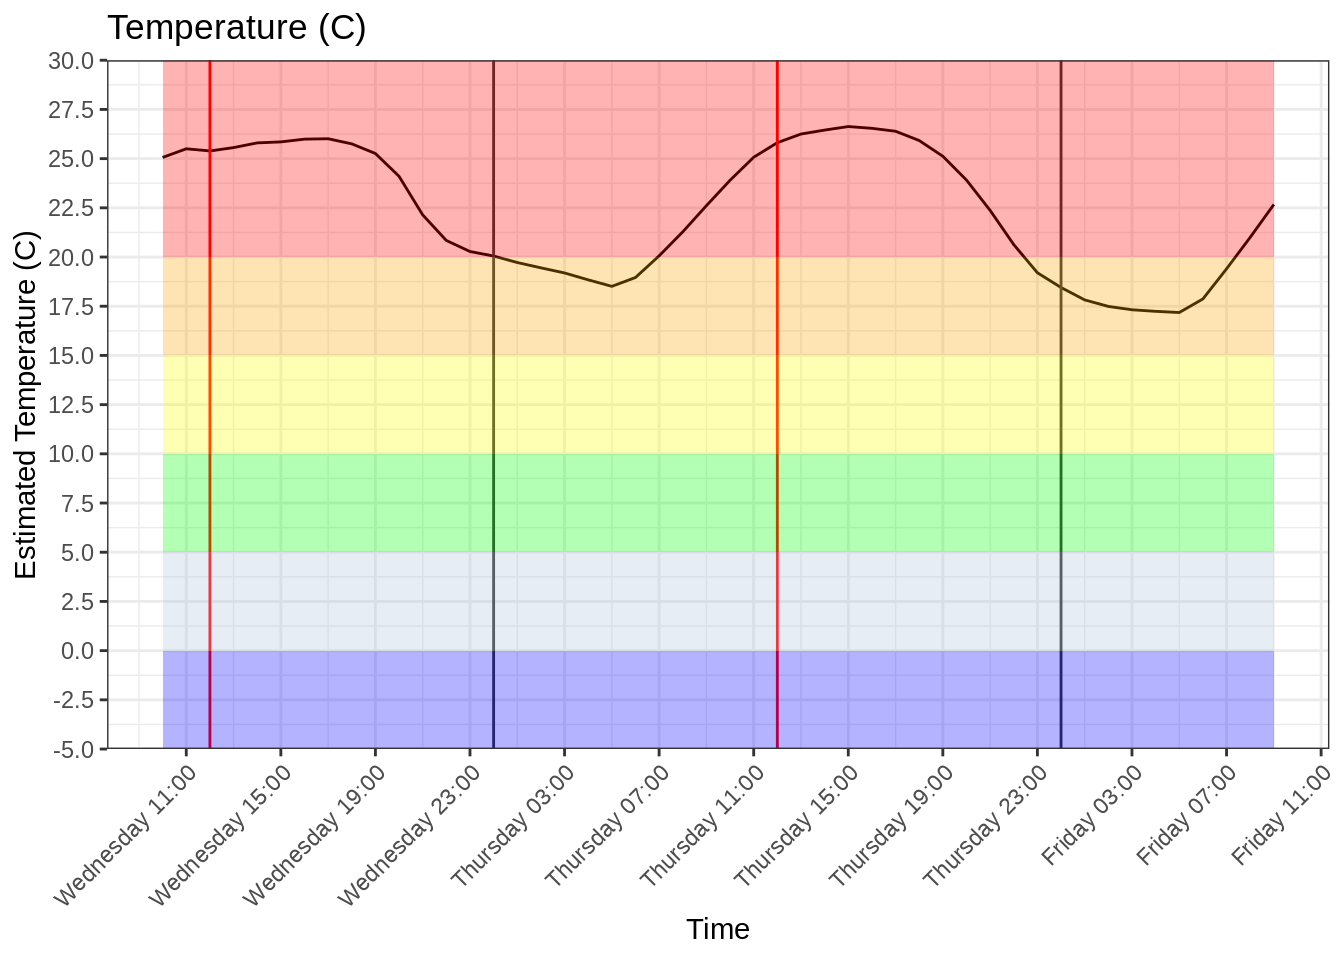 Temperature (C)
Estimated Temperature (C)
30.0
27.5
25.0
22.5
20.0
17.5
15.0
12.5
10.0
7.5
5.0
2.5
0.0
-2.5
-5.0
Wednesday 11:00
Wednesday 15:00
Wednesday 19:00
Wednesday 23:00
Thursday 03:00
Thursday 07:00
Thursday 11:00
Thursday 15:00
Thursday 19:00
Thursday 23:00
Friday 03:00
Friday 07:00
Friday 11:00
Time